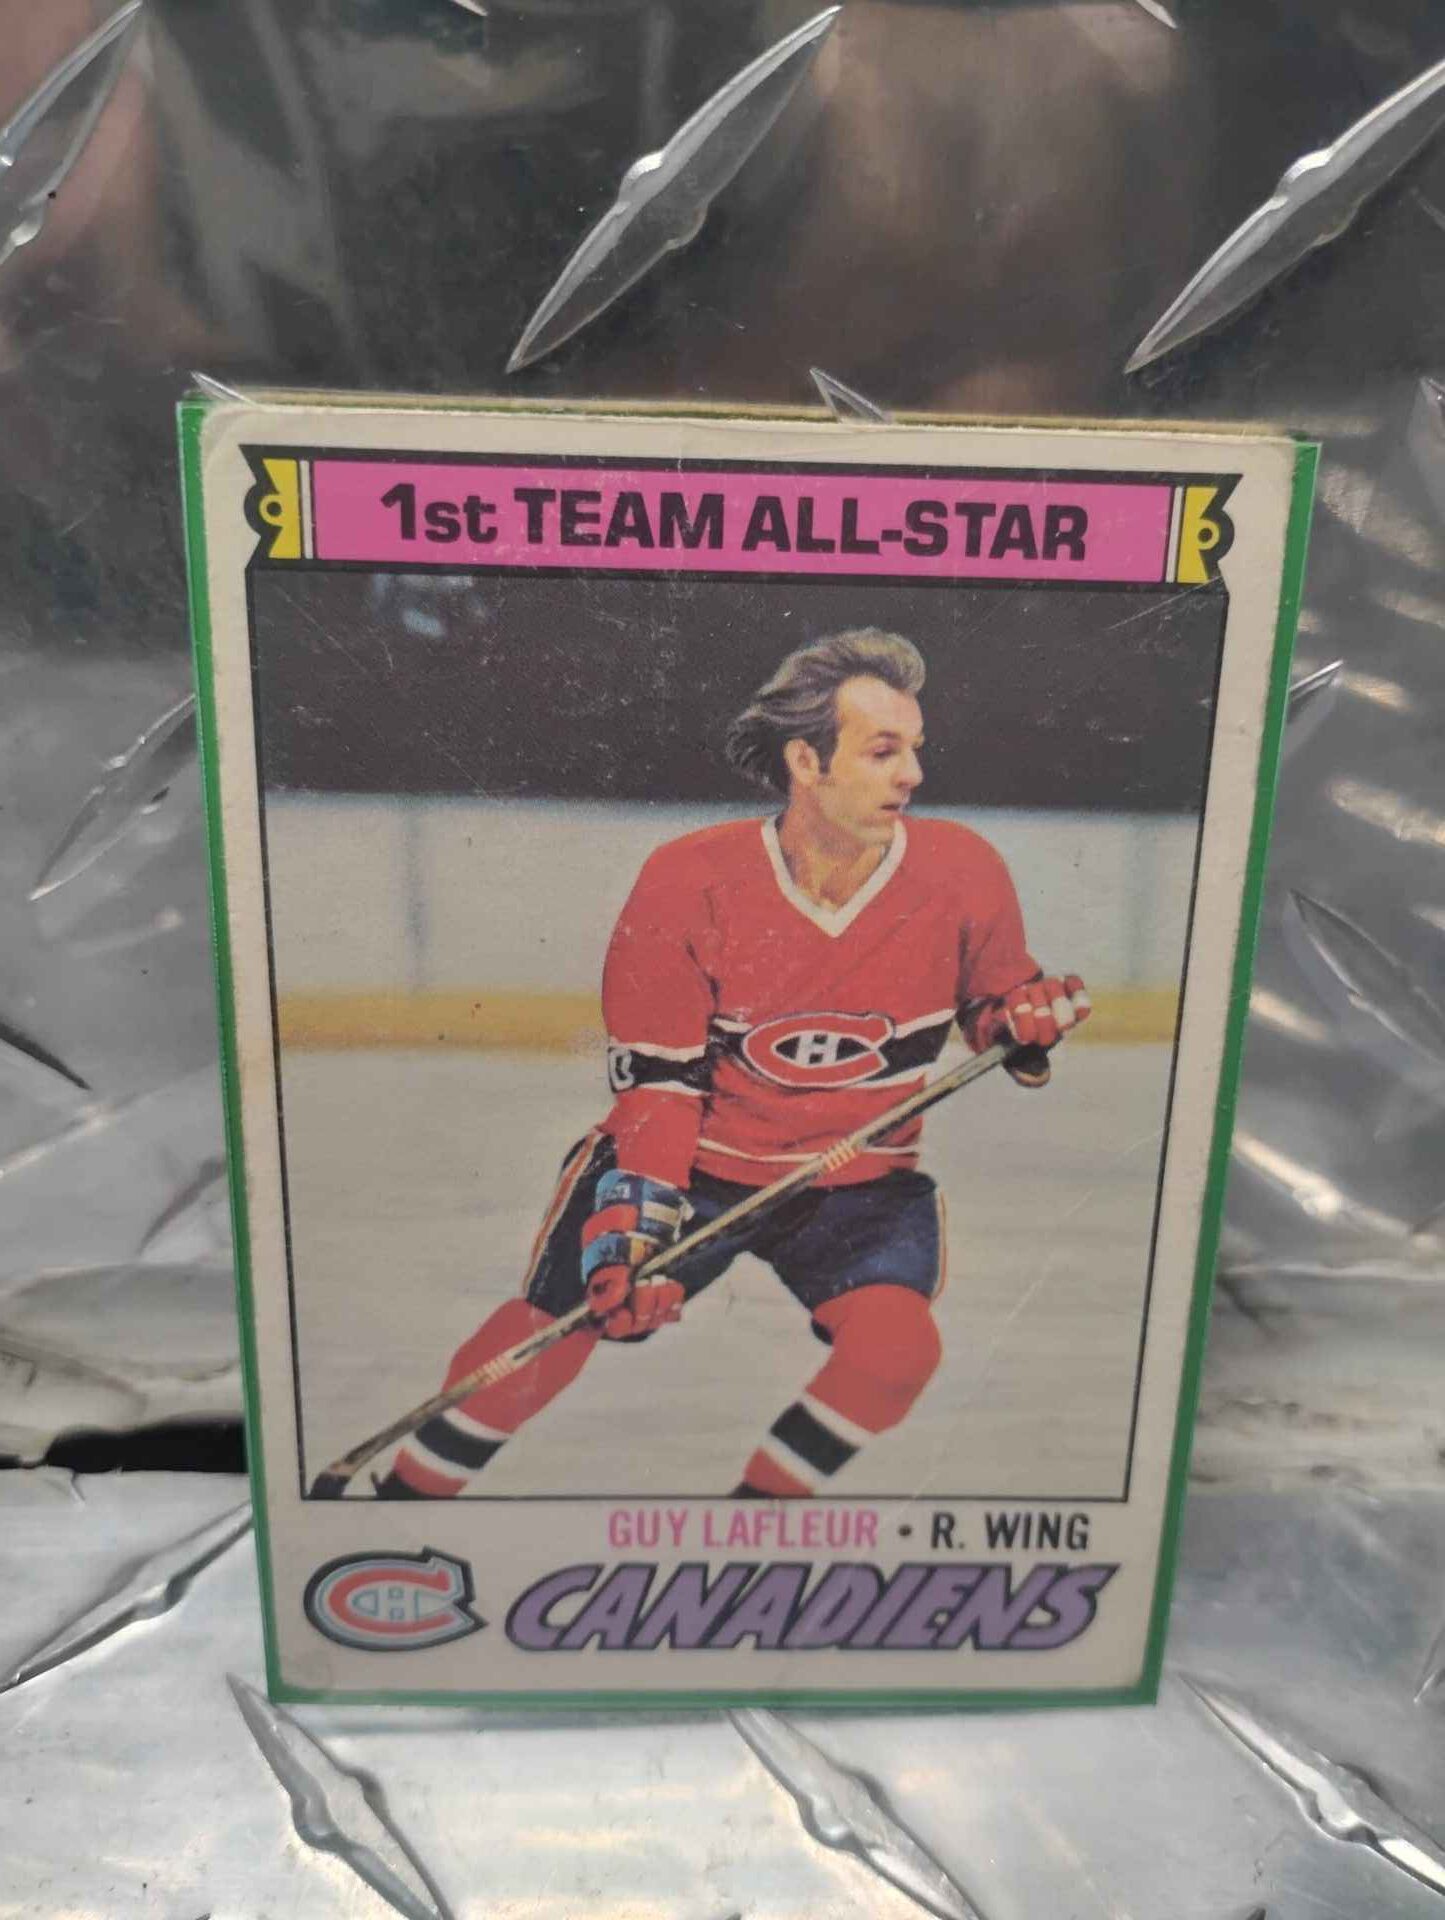 1st TEAM ALL-STAR
GUY LAFLEUR • R. WING
CANADIENS